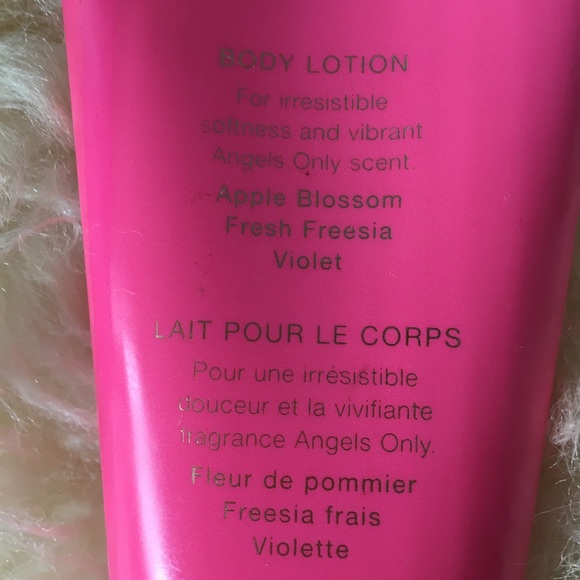 BODY LOTION
For irresistible
softness and vibrant
Angels Only scent.
Apple Blossom
Fresh Freesia
Violet
LAIT POUR LE CORPS
Pour une irrésistible
douceur et la vivifiante
fragrance Angels Only.
Fleur de pommier
Freesia frais
Violette